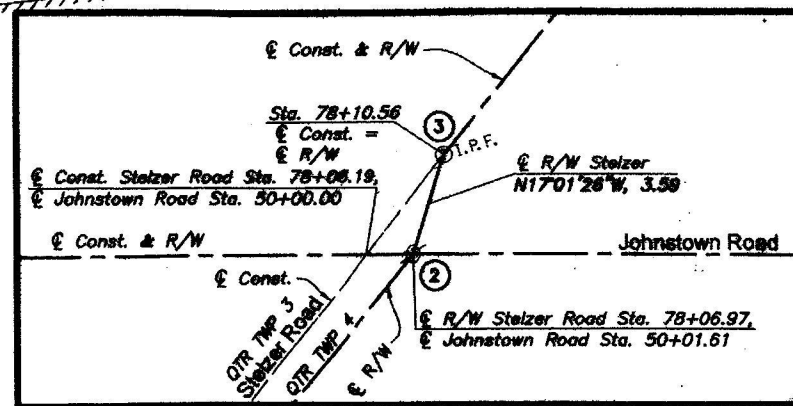 ℄ Const. & R/W
Sta. 78+10.56
℄ Const. =
℄ R/W
3
I.P.F.
℄ R/W Stelzer
N17°01'26"W, 3.59
℄ Const. Stelzer Road Sta. 78+06.19,
℄ Johnstown Road Sta. 50+00.00
℄ Const. & R/W
Johnstown Road
℄ Const.
2
QTR TWP 3
Stelzer Road
QTR TWP 4
℄ R/W
℄ R/W Stelzer Road Sta. 78+06.97,
℄ Johnstown Road Sta. 50+01.61